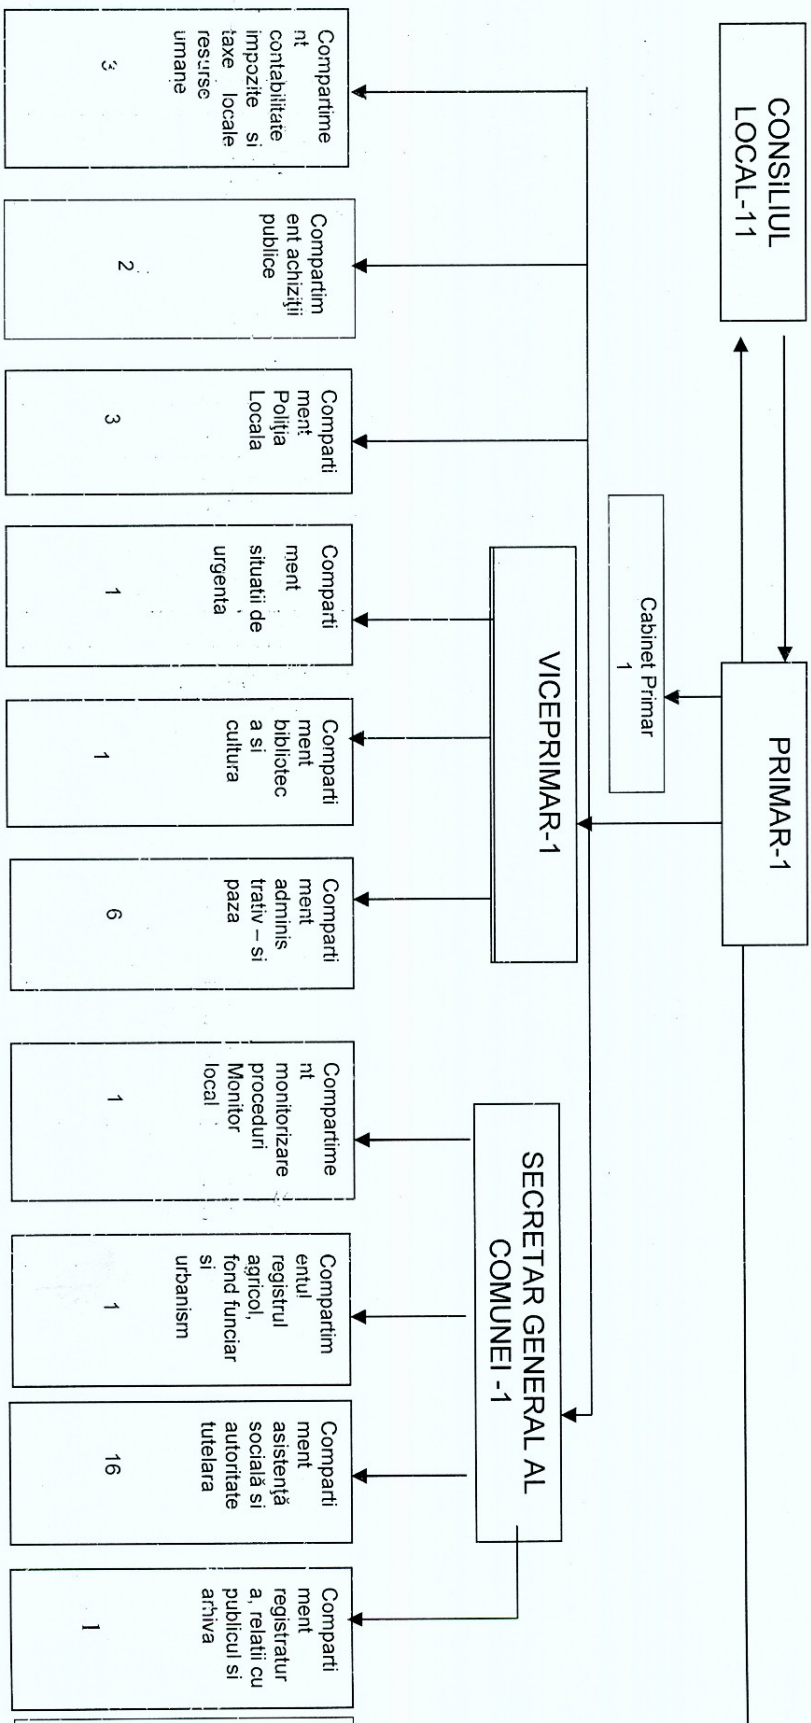 CONSILIUL
LOCAL-11
PRIMAR-1
Cabinet Primar
1
VICEPRIMAR-1
SECRETAR GENERAL AL
COMUNEI -1
Compartime
nt
contabilitate
impozite si
taxe locale
resurse
umane
3
Compartim
ent achiziţii
publice
2
Comparti
ment
Poliţia
Locala
3
Comparti
ment
situatii de
urgenta
1
Comparti
ment
bibliotec
a si
cultura
1
Comparti
ment
adminis
trativ – si
paza
6
Compartime
nt
monitorizare
proceduri
Monitor
local
1
Compartim
entul
registrul
agricol,
fond funciar
si
urbanism
1
Comparti
ment
asistenţă
socială si
autoritate
tutelara
16
Comparti
ment
registratur
a, relatii cu
publicul si
arhiva
1